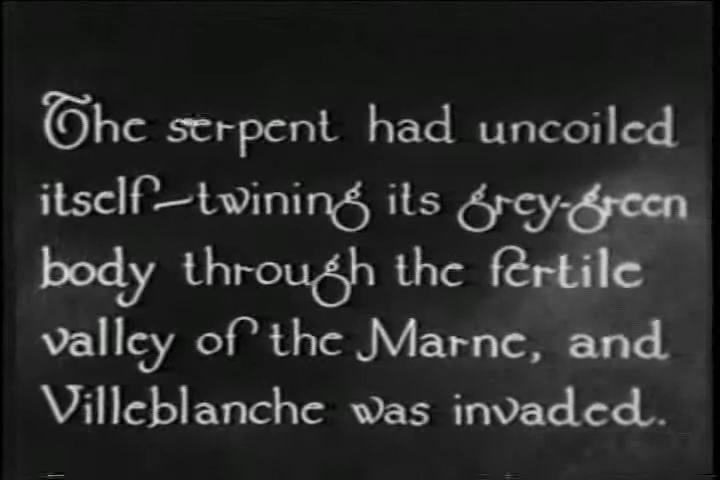 The serpent had uncoiled
itself—twining its grey-green
body through the fertile
valley of the Marne, and
Villeblanche was invaded.